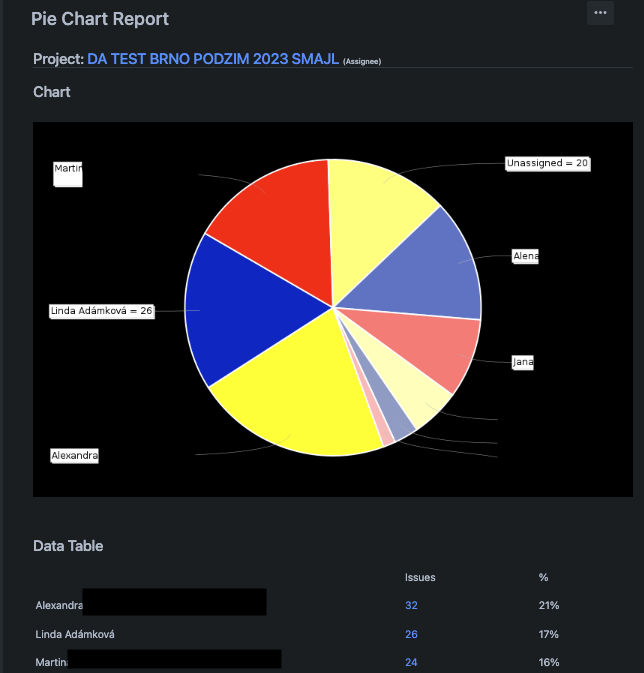 Pie Chart Report
Project: DA TEST BRNO PODZIM 2023 SMAJL (Assignee)
Chart
Martin
Unassigned = 20
Alena
Linda Adámková = 26
Jana
Alexandra
Data Table
Issues %
Alexandra 32 21%
Linda Adámková 26 17%
Martin 24 16%